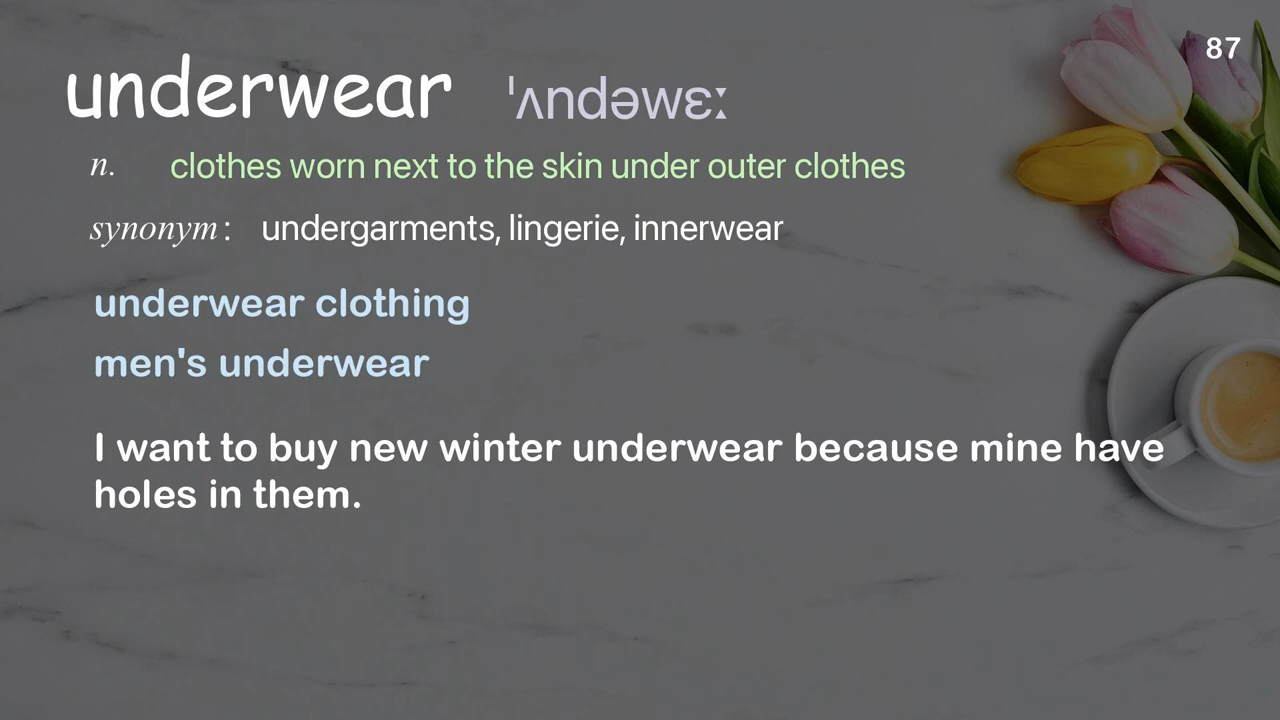 87
underwear ˈʌndəwɛː
n. clothes worn next to the skin under outer clothes
synonym: undergarments, lingerie, innerwear
underwear clothing
men's underwear
I want to buy new winter underwear because mine have
holes in them.